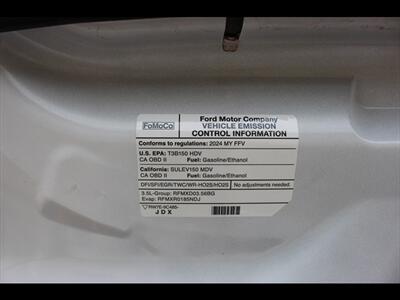 FoMoCo
Ford Motor Company
VEHICLE EMISSION
CONTROL INFORMATION
Conforms to regulations: 2024 MY FFV
U.S. EPA: T3B150 HDV
CA OBD II Fuel: Gasoline/Ethanol
California: SULEV150 MDV
CA OBD II Fuel: Gasoline/Ethanol
DFI/SFI/EGR/TWC/WR-HO2S/HO2S No adjustments needed.
3.5L-Group: RFMXD03.56BG
Evap: RFMXR0185NDJ
RW7E-9C485-
JDX